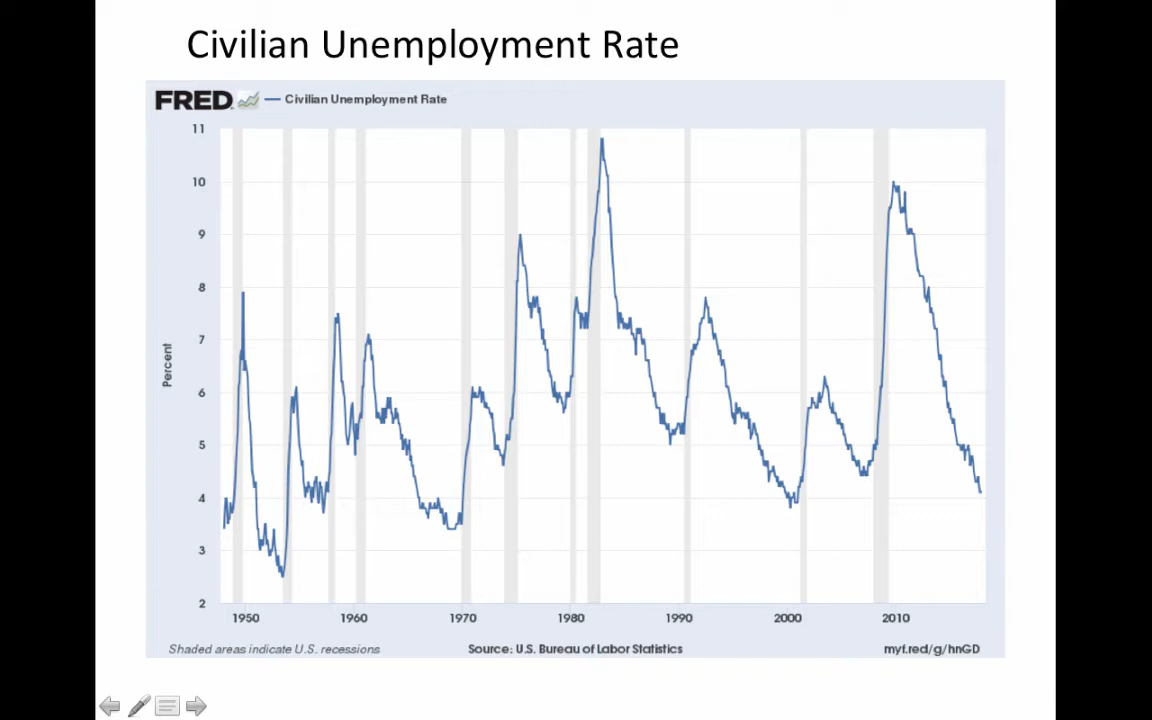 Civilian Unemployment Rate
FRED — Civilian Unemployment Rate
11
10
9
8
7
6
5
4
3
2
Percent
1950 1960 1970 1980 1990 2000 2010
Shaded areas indicate U.S. recessions Source: U.S. Bureau of Labor Statistics myf.red/g/hnGD